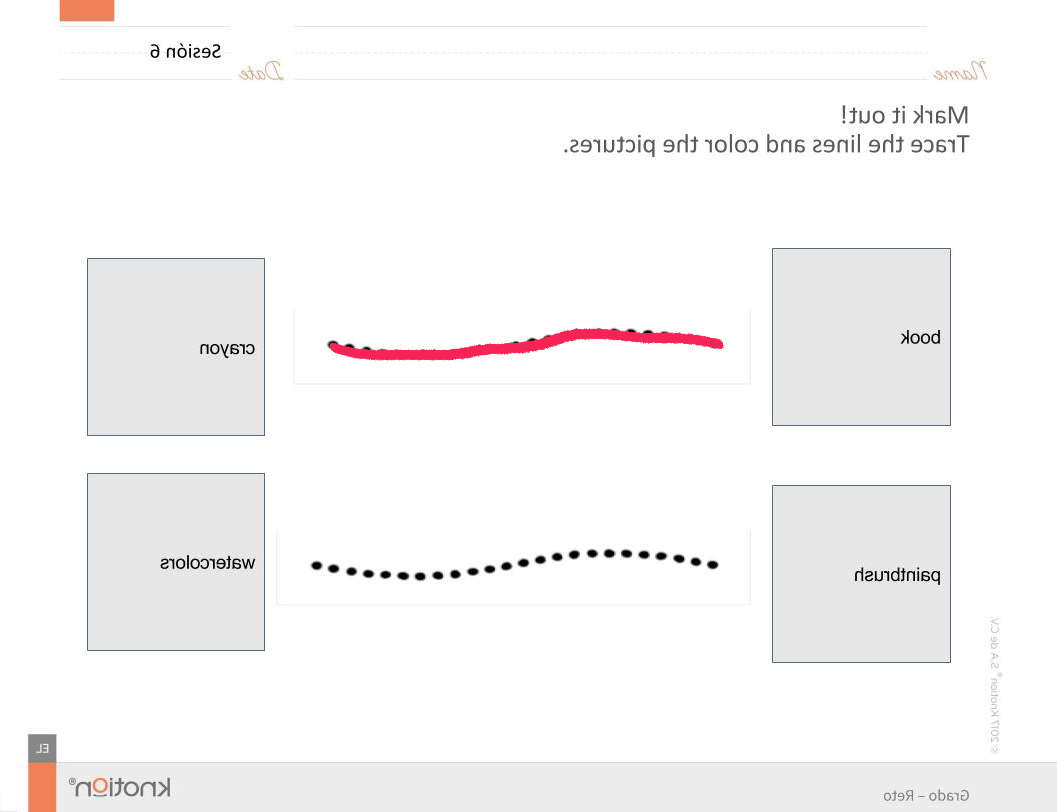 Name
Date
Sesión 6
Mark it out!
Trace the lines and color the pictures.
book
crayon
paintbrush
watercolors
© 2017 Knotion® S.A de C.V.
EL
Grado – Reto
knotion®